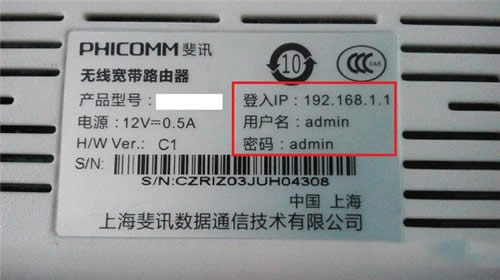 PHICOMM 斐讯
10
无线宽带路由器
产品型号:
登入IP:192.168.1.1
电源:12V⎓0.5A
用户名:admin
H/W Ver.: C1
密码:admin
S/N:
S/N:CZRIZ03JUH04308
中国 上海
上海斐讯数据通信技术有限公司